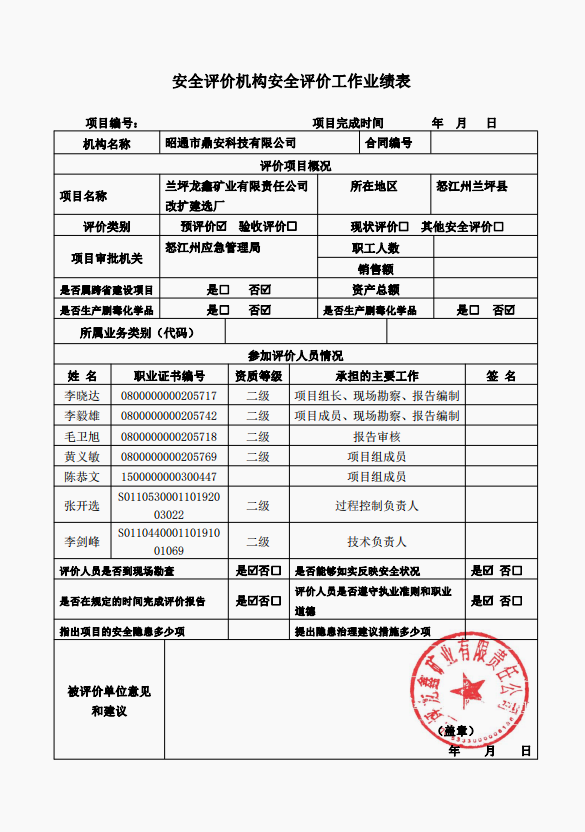 安全评价机构安全评价工作业绩表
项目编号： 项目完成时间 年 月 日
机构名称 昭通市鼎安科技有限公司 合同编号
评价项目概况
项目名称 兰坪龙鑫矿业有限责任公司改扩建选厂 所在地区 怒江州兰坪县
评价类别 预评价☑ 验收评价☐ 现状评价☐ 其他安全评价☐
项目审批机关 怒江州应急管理局 职工人数
销售额
是否属跨省建设项目 是☐ 否☑ 资产总额
是否生产剧毒化学品 是☐ 否☑ 是否生产剧毒化学品 是☐ 否☑
所属业务类别（代码）
参加评价人员情况
姓 名 职业证书编号 资质等级 承担的主要工作 签 名
李晓达 0800000000205717 二级 项目组长、现场勘察、报告编制
李毅雄 0800000000205742 二级 项目成员、现场勘察、报告编制
毛卫旭 0800000000205718 二级 报告审核
黄义敏 0800000000205769 二级 项目组成员
陈恭文 1500000000300447 项目组成员
张开选 S011053000110192003022 二级 过程控制负责人
李剑峰 S011044000110191001069 二级 技术负责人
评价人员是否到现场勘查 是☑否☐ 是否能够如实反映安全状况 是☑ 否☐
是否在规定的时间完成评价报告 是☑否☐ 评价人员是否遵守执业准则和职业道德 是☑ 否☐
指出项目的安全隐患多少项 提出隐患治理建议措施多少项
被评价单位意见和建议
龙鑫矿业有限责任公司
（盖章）
年 月 日